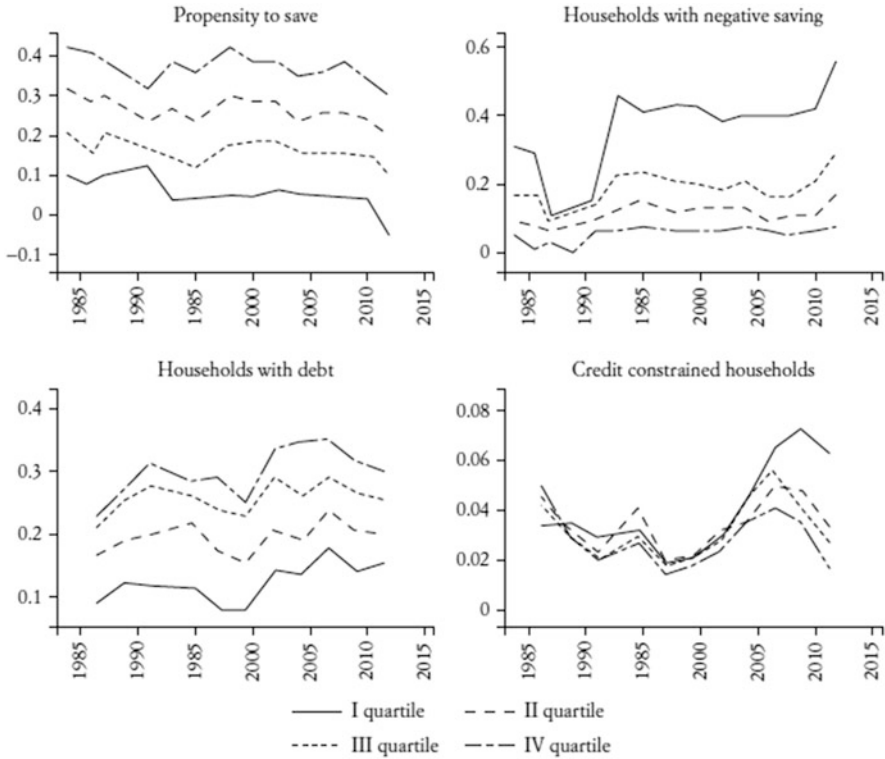 Propensity to save
0.4
0.3
0.2
0.1
0
−0.1
1985 1990 1995 2000 2005 2010 2015
Households with negative saving
0.6
0.4
0.2
0
1985 1990 1995 2000 2005 2010 2015
Households with debt
0.4
0.3
0.2
0.1
1985 1990 1995 2000 2005 2010 2015
Credit constrained households
0.08
0.06
0.04
0.02
0
1985 1990 1995 2000 2005 2010 2015
I quartile II quartile
III quartile IV quartile